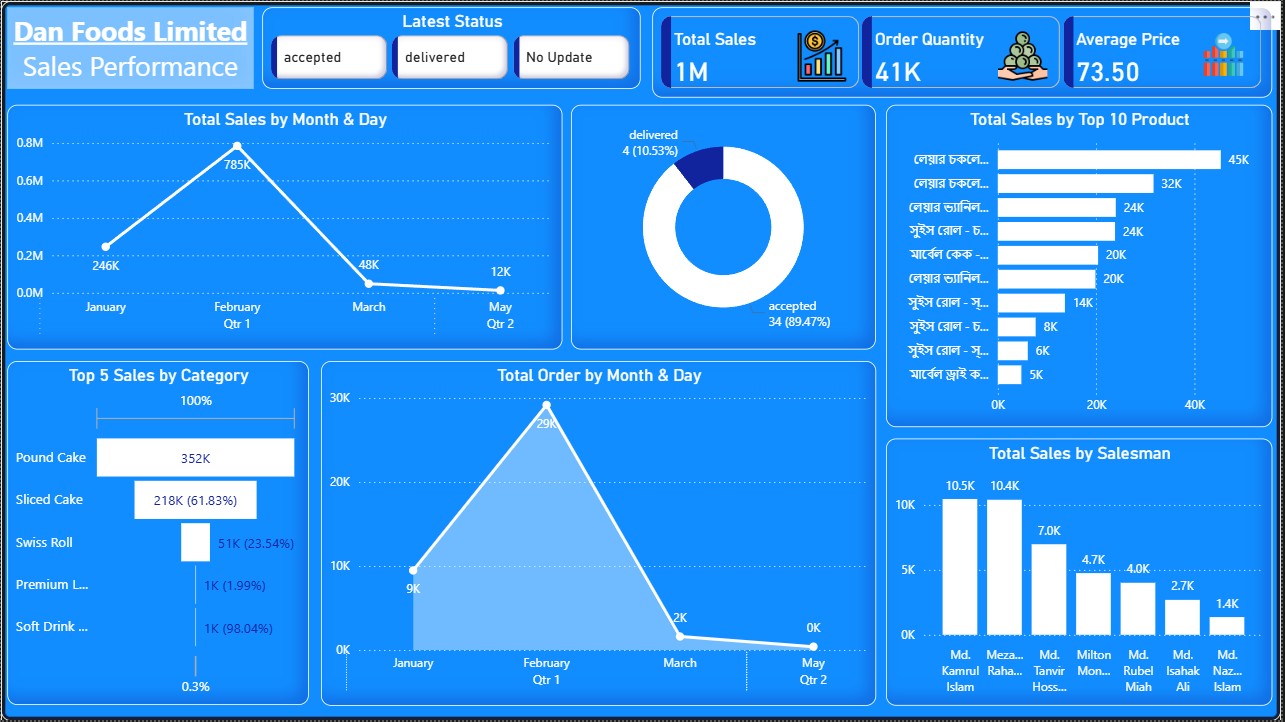 Dan Foods Limited
Sales Performance
Latest Status
accepted
delivered
No Update
Total Sales
1M
Order Quantity
41K
Average Price
73.50
Total Sales by Month & Day
0.8M
0.6M
0.4M
0.2M
0.0M
246K
785K
48K
12K
January
February
March
May
Qtr 1
Qtr 2
delivered
4 (10.53%)
accepted
34 (89.47%)
Total Sales by Top 10 Product
লেয়ার চকলে... 45K
লেয়ার চকলে... 32K
লেয়ার ভ্যানিল... 24K
সুইস রোল - চ... 24K
মার্বেল কেক -... 20K
লেয়ার ভ্যানিল... 20K
সুইস রোল - স্... 14K
সুইস রোল - চ... 8K
সুইস রোল - স্... 6K
মার্বেল ড্রাই ক... 5K
0K 20K 40K
Top 5 Sales by Category
100%
Pound Cake 352K
Sliced Cake 218K (61.83%)
Swiss Roll 51K (23.54%)
Premium L... 1K (1.99%)
Soft Drink ... 1K (98.04%)
0.3%
Total Order by Month & Day
30K
20K
10K
0K
9K
29K
2K
0K
January
February
March
May
Qtr 1
Qtr 2
Total Sales by Salesman
10K
5K
0K
10.5K
10.4K
7.0K
4.7K
4.0K
2.7K
1.4K
Md.
Kamrul
Islam
Meza...
Raha...
Md.
Tanvir
Hoss...
Milton
Mon...
Md.
Rubel
Miah
Md.
Isahak
Ali
Md.
Naz...
Islam